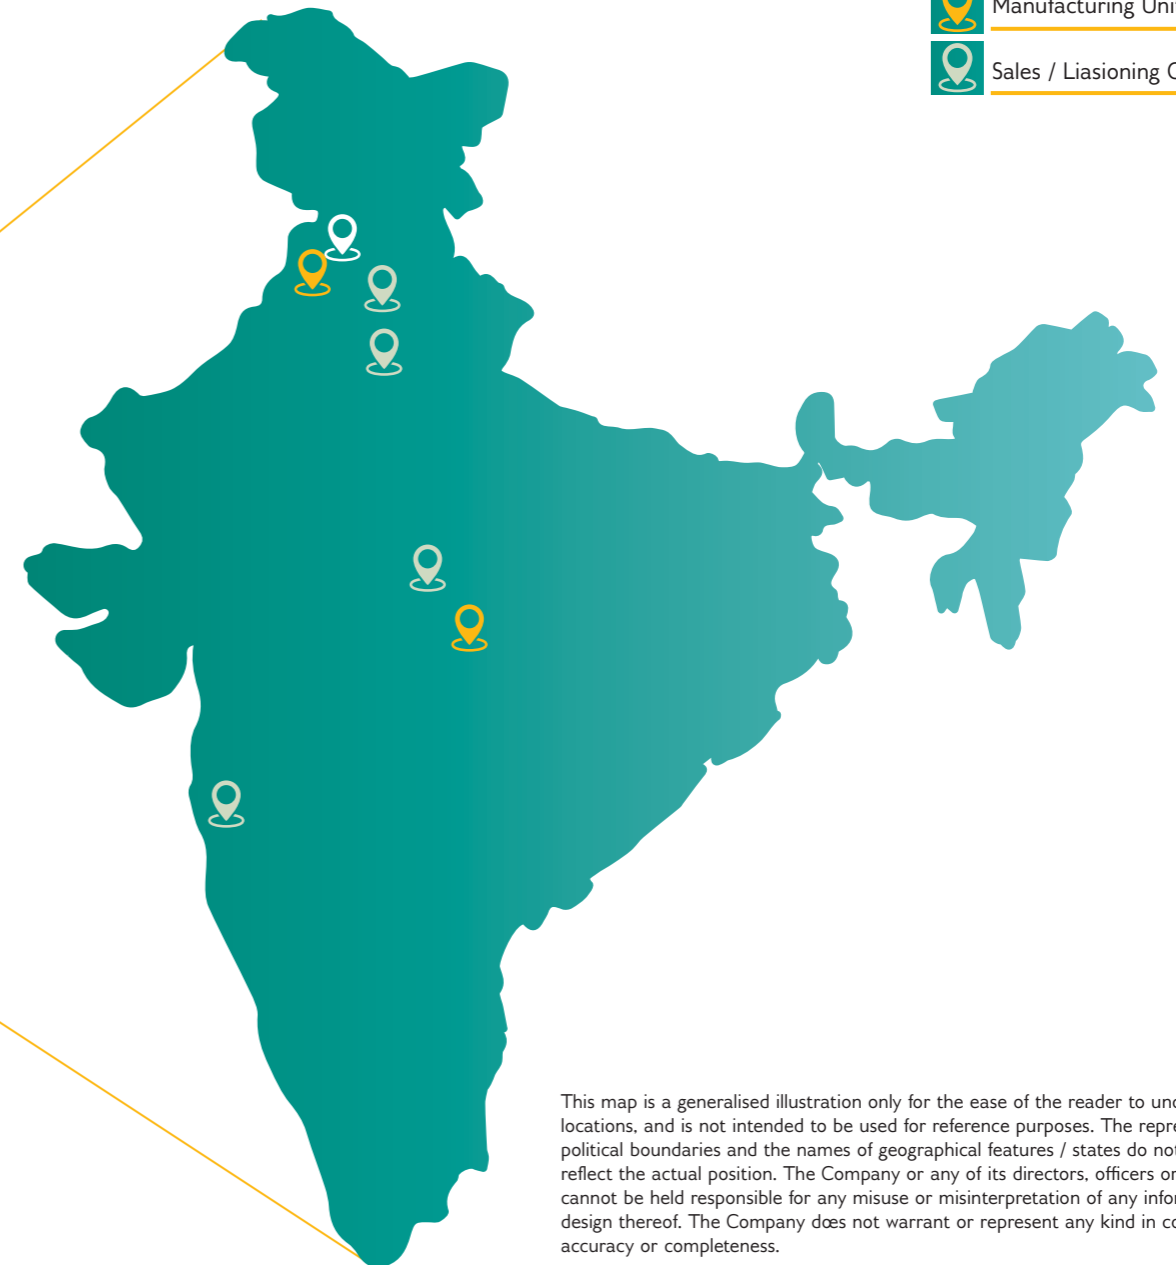 Manufacturing Uni
Sales / Liasioning
This map is a generalised illustration only for the ease of the reader to
locations, and is not intended to be used for reference purposes. The
political boundaries and the names of geographical features / states do not
reflect the actual position. The Company or any of its directors, officers or
cannot be held responsible for any misuse or misinterpretation of any
design thereof. The Company dœs not warrant or represent any kind in
accuracy or completeness.